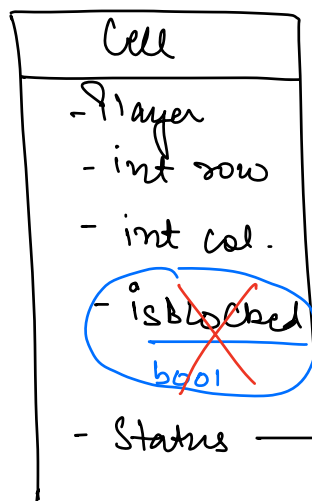 Cell
- Player
- int row
- int col.
- isBlocked
bool
- Status